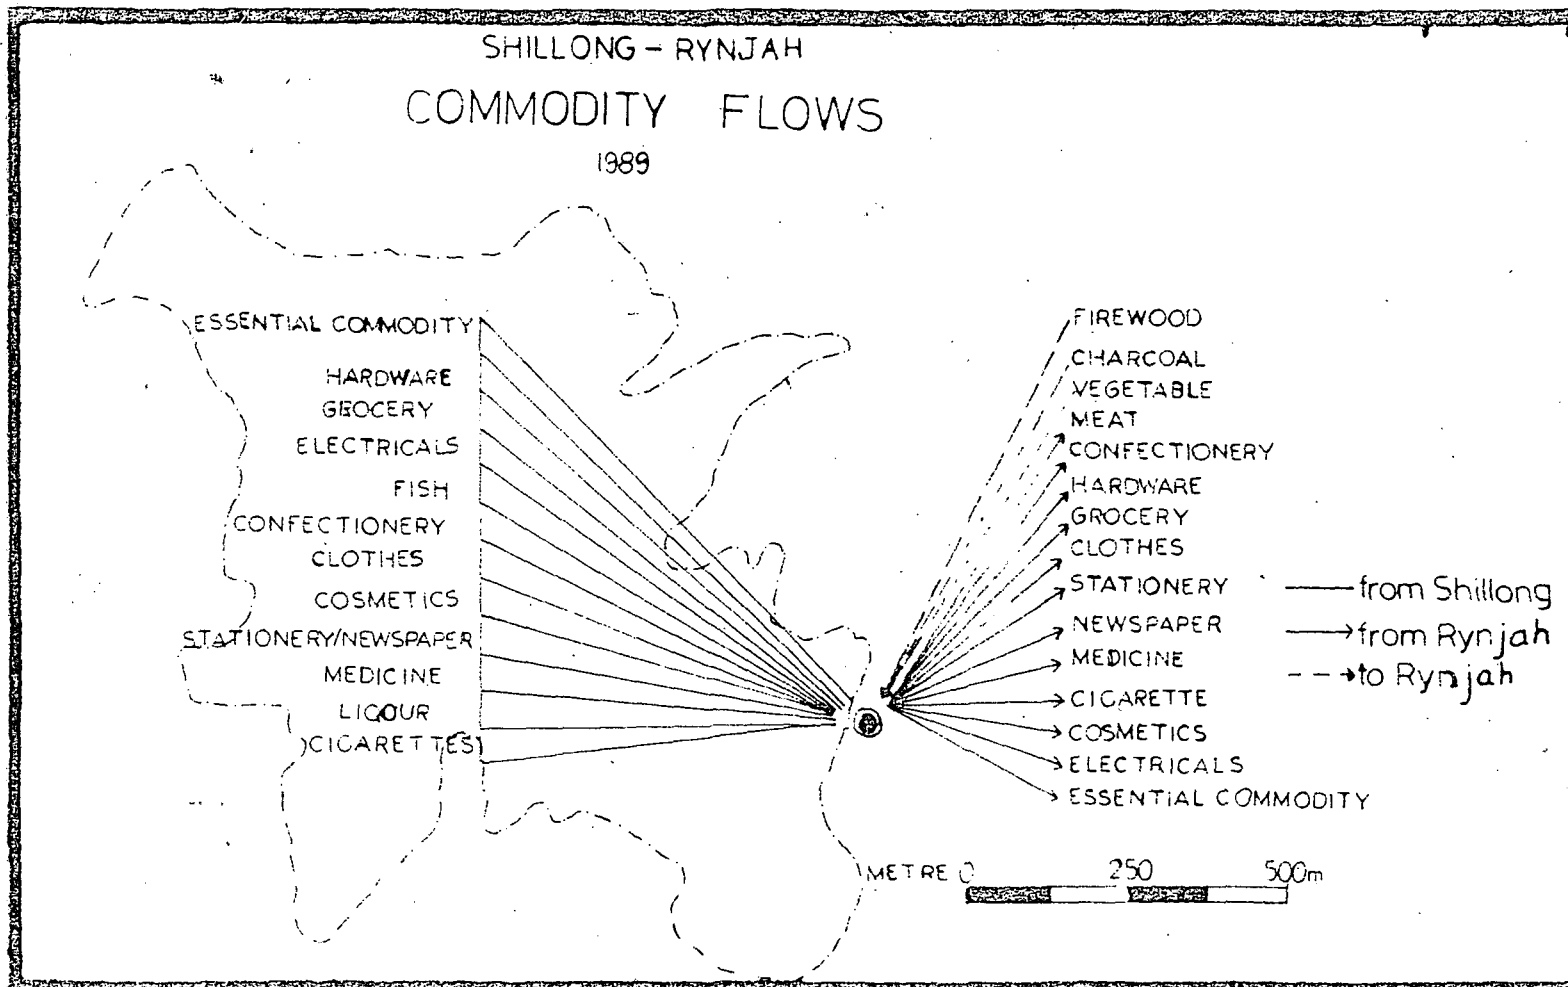 SHILLONG - RYNJAH
COMMODITY FLOWS
1989
ESSENTIAL COMMODITY
HARDWARE
GROCERY
ELECTRICALS
FISH
CONFECTIONERY
CLOTHES
COSMETICS
STATIONERY/NEWSPAPER
MEDICINE
LIQOUR
CIGARETTES
FIREWOOD
CHARCOAL
VEGETABLE
MEAT
CONFECTIONERY
HARDWARE
GROCERY
CLOTHES
STATIONERY
NEWSPAPER
MEDICINE
CIGARETTE
COSMETICS
ELECTRICALS
ESSENTIAL COMMODITY
from Shillong
from Rynjah
to Rynjah
METRE 0 250 500m